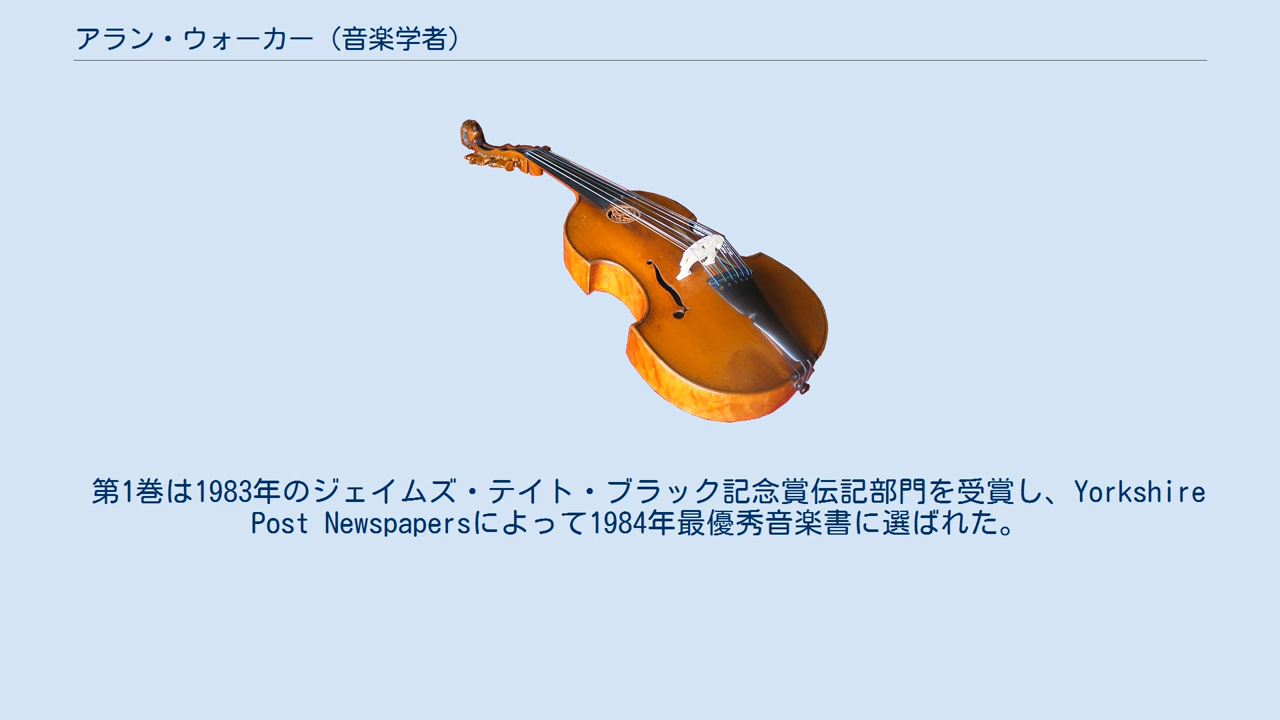 アラン・ウォーカー（音楽学者）
第1巻は1983年のジェイムズ・テイト・ブラック記念賞伝記部門を受賞し、Yorkshire
Post Newspapersによって1984年最優秀音楽書に選ばれた。